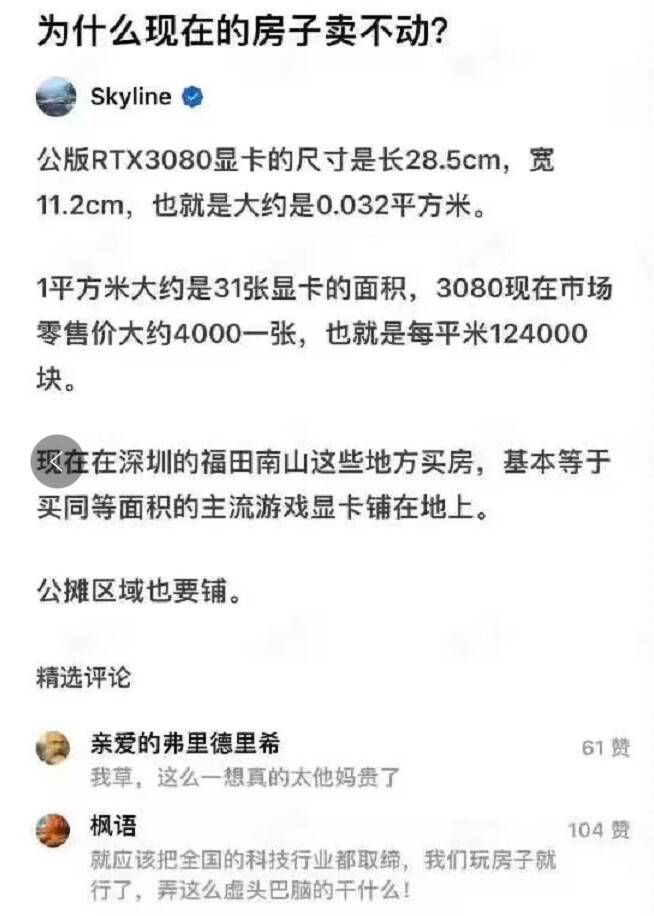 为什么现在的房子卖不动?
Skyline
公版RTX3080显卡的尺寸是长28.5cm，宽
11.2cm，也就是大约是0.032平方米。
1平方米大约是31张显卡的面积，3080现在市场
零售价大约4000一张，也就是每平米124000
块。
现在在深圳的福田南山这些地方买房，基本等于
买同等面积的主流游戏显卡铺在地上。
公摊区域也要铺。
精选评论
亲爱的弗里德里希
61 赞
我草，这么一想真的太他妈贵了
枫语
104 赞
就应该把全国的科技行业都取缔，我们玩房子就
行了，弄这么虚头巴脑的干什么!